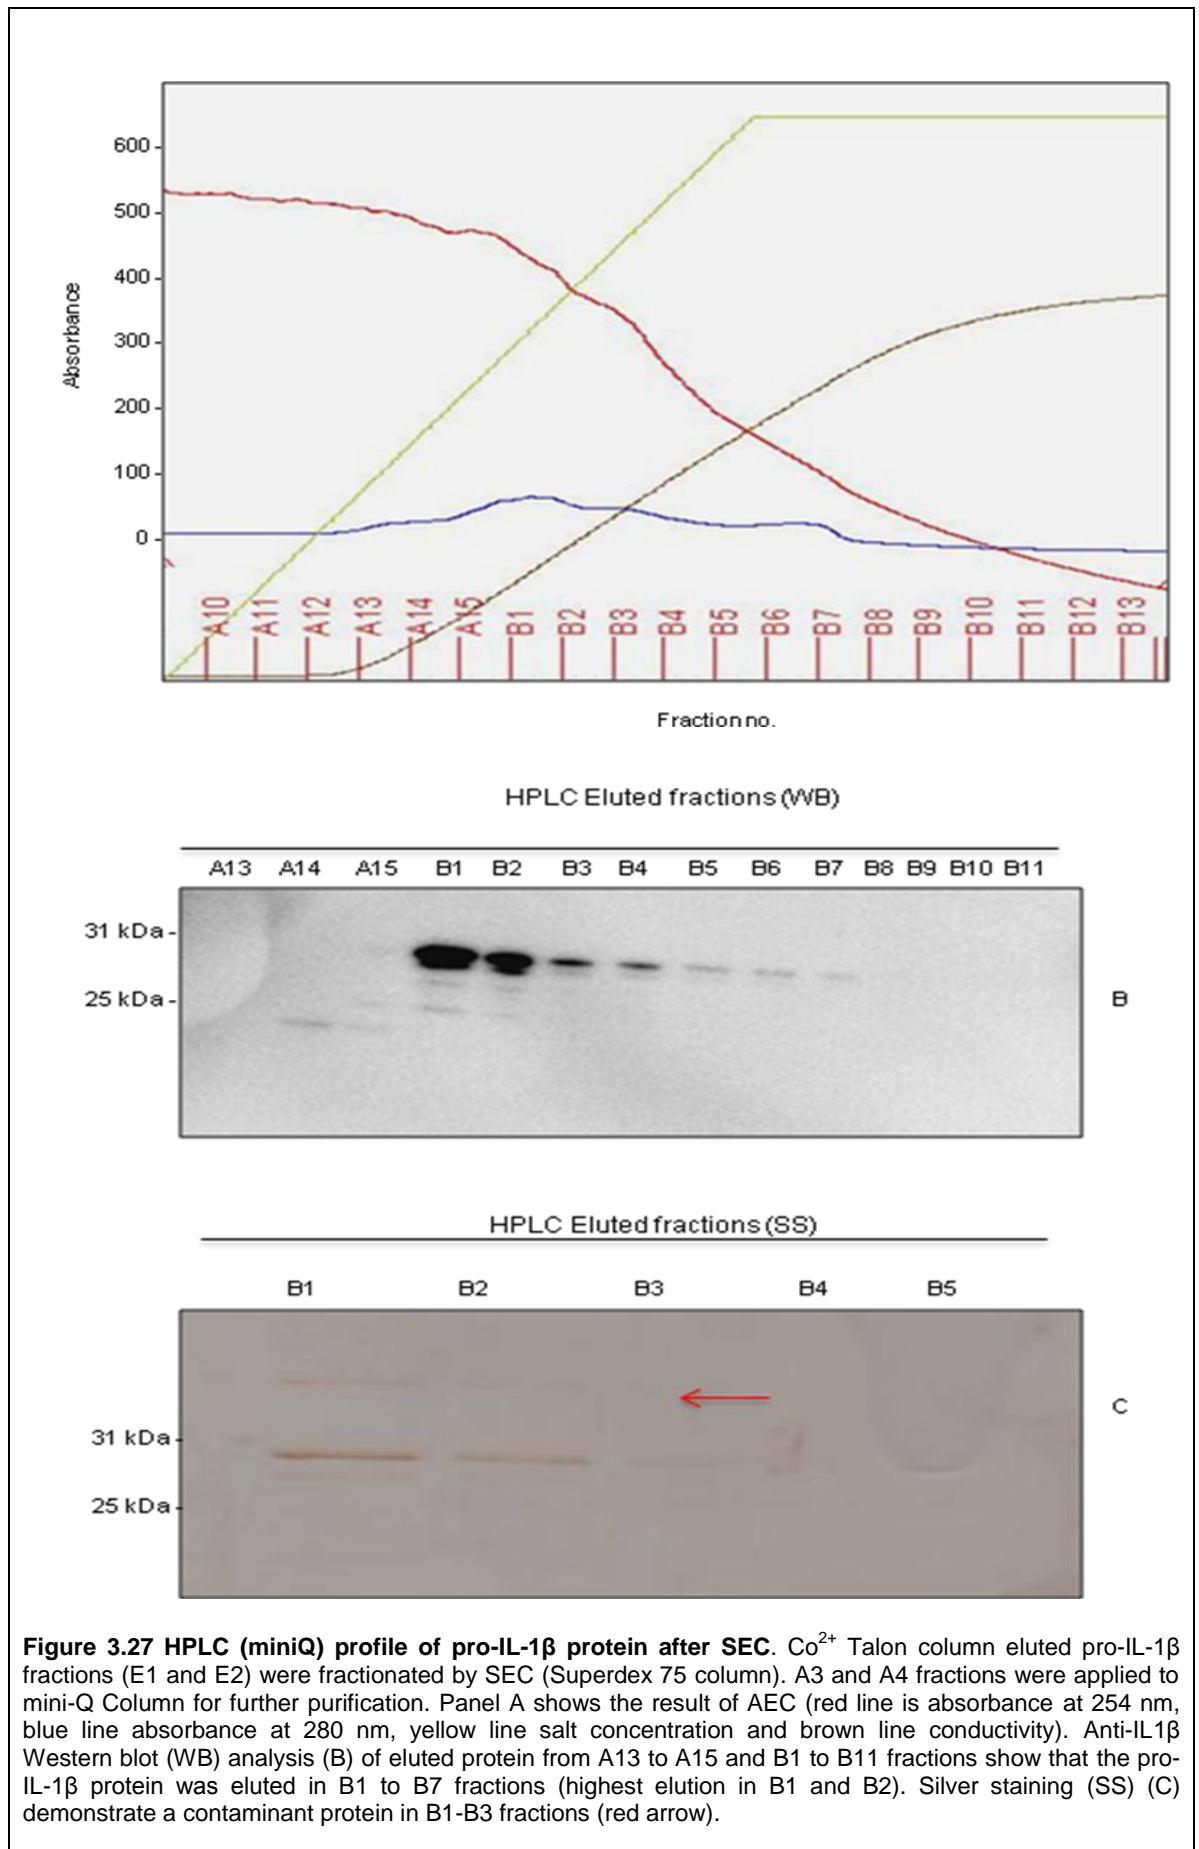 600
500
400
300
200
100
0
Absorbance
A10 A11 A12 A13 A14 A15 B1 B2 B3 B4 B5 B6 B7 B8 B9 B10 B11 B12 B13
Fraction no.
HPLC Eluted fractions (WB)
A13 A14 A15 B1 B2 B3 B4 B5 B6 B7 B8 B9 B10 B11
31 kDa
25 kDa
B
HPLC Eluted fractions (SS)
B1 B2 B3 B4 B5
31 kDa
25 kDa
C
Figure 3.27 HPLC (miniQ) profile of pro-IL-1β protein after SEC. Co2+ Talon column eluted pro-IL-1β
fractions (E1 and E2) were fractionated by SEC (Superdex 75 column). A3 and A4 fractions were applied to
mini-Q Column for further purification. Panel A shows the result of AEC (red line is absorbance at 254 nm,
blue line absorbance at 280 nm, yellow line salt concentration and brown line conductivity). Anti-IL1β
Western blot (WB) analysis (B) of eluted protein from A13 to A15 and B1 to B11 fractions show that the pro-
IL-1β protein was eluted in B1 to B7 fractions (highest elution in B1 and B2). Silver staining (SS) (C)
demonstrate a contaminant protein in B1-B3 fractions (red arrow).